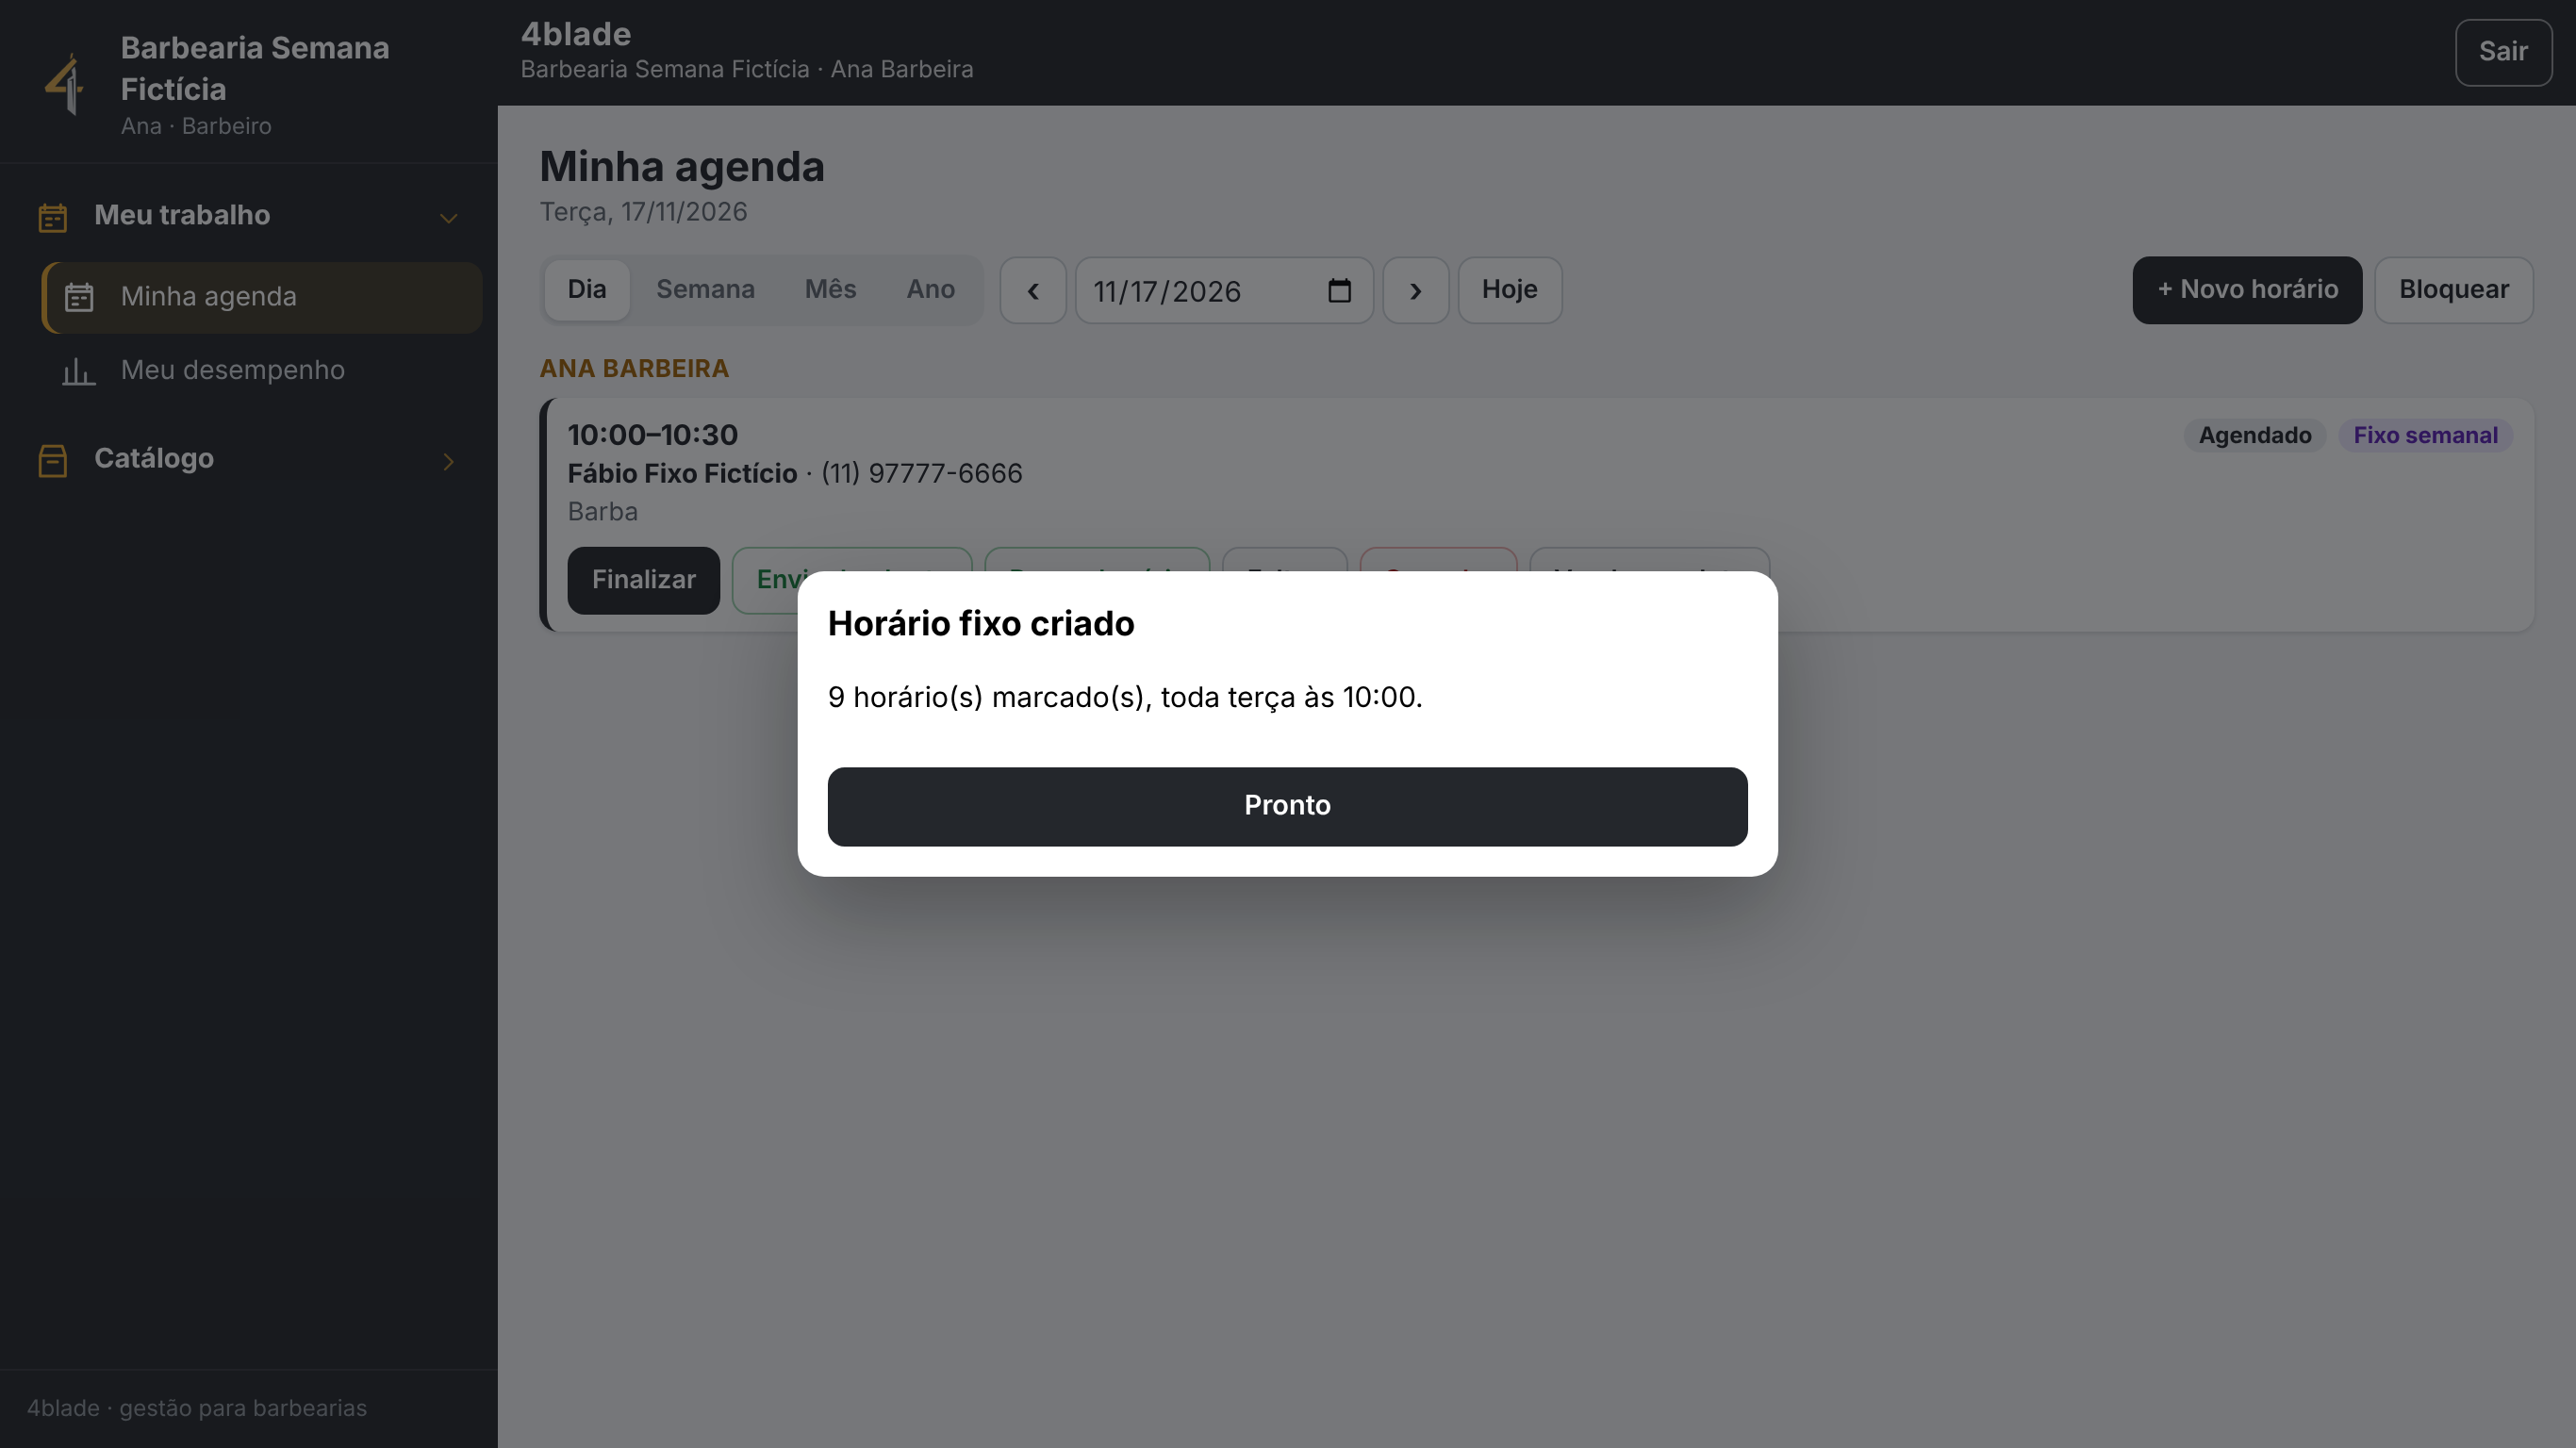 Barbearia Semana
Fictícia
Ana · Barbeiro
Meu trabalho
Minha agenda
Meu desempenho
Catálogo
4blade · gestão para barbearias
4blade
Barbearia Semana Fictícia · Ana Barbeira
Sair
Minha agenda
Terça, 17/11/2026
Dia Semana Mês Ano ‹ 11/17/2026 › Hoje + Novo horário Bloquear
ANA BARBEIRA
10:00–10:30 Agendado Fixo semanal
Fábio Fixo Fictício · (11) 97777-6666
Barba
Finalizar
Horário fixo criado
9 horário(s) marcado(s), toda terça às 10:00.
Pronto